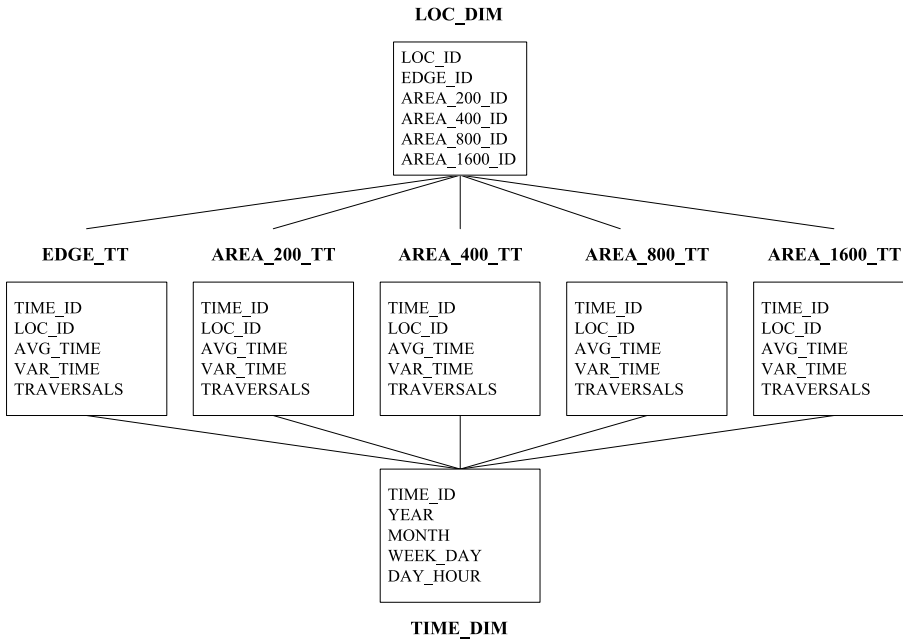 LOC_DIM
LOC_ID
EDGE_ID
AREA_200_ID
AREA_400_ID
AREA_800_ID
AREA_1600_ID
EDGE_TT
TIME_ID
LOC_ID
AVG_TIME
VAR_TIME
TRAVERSALS
AREA_200_TT
TIME_ID
LOC_ID
AVG_TIME
VAR_TIME
TRAVERSALS
AREA_400_TT
TIME_ID
LOC_ID
AVG_TIME
VAR_TIME
TRAVERSALS
AREA_800_TT
TIME_ID
LOC_ID
AVG_TIME
VAR_TIME
TRAVERSALS
AREA_1600_TT
TIME_ID
LOC_ID
AVG_TIME
VAR_TIME
TRAVERSALS
TIME_ID
YEAR
MONTH
WEEK_DAY
DAY_HOUR
TIME_DIM